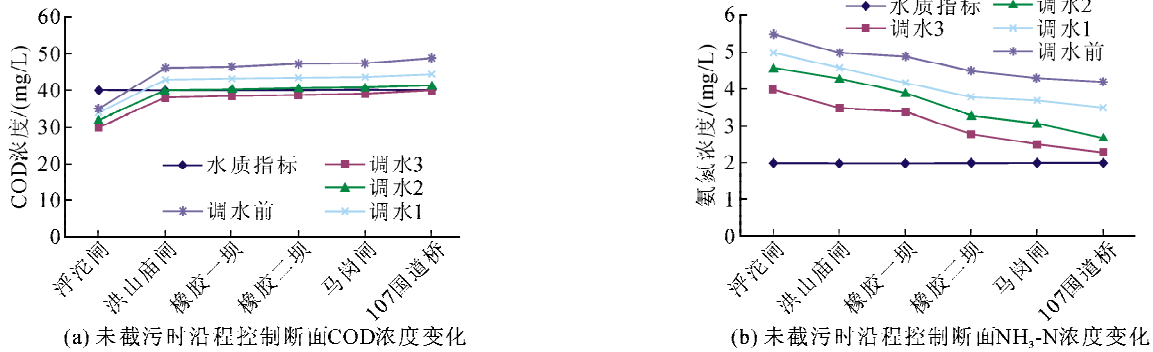 COD浓度/(mg/L)
60
50
40
30
20
60
0
水质指标
调水3
调水2
调水前
调水1
泙沱闸
洪山庙闸
橡胶一坝
橡胶二坝
马岗闸
107国道桥
(a) 未截污时沿程控制断面COD浓度变化
氨氮浓度/(mg/L)
6
5
4
3
2
1
0
水质指标
调水2
调水3
调水1
调水前
泙沱闸
洪山庙闸
橡胶一坝
橡胶二坝
马岗闸
107国道桥
(b) 未截污时沿程控制断面NH₃-N浓度变化